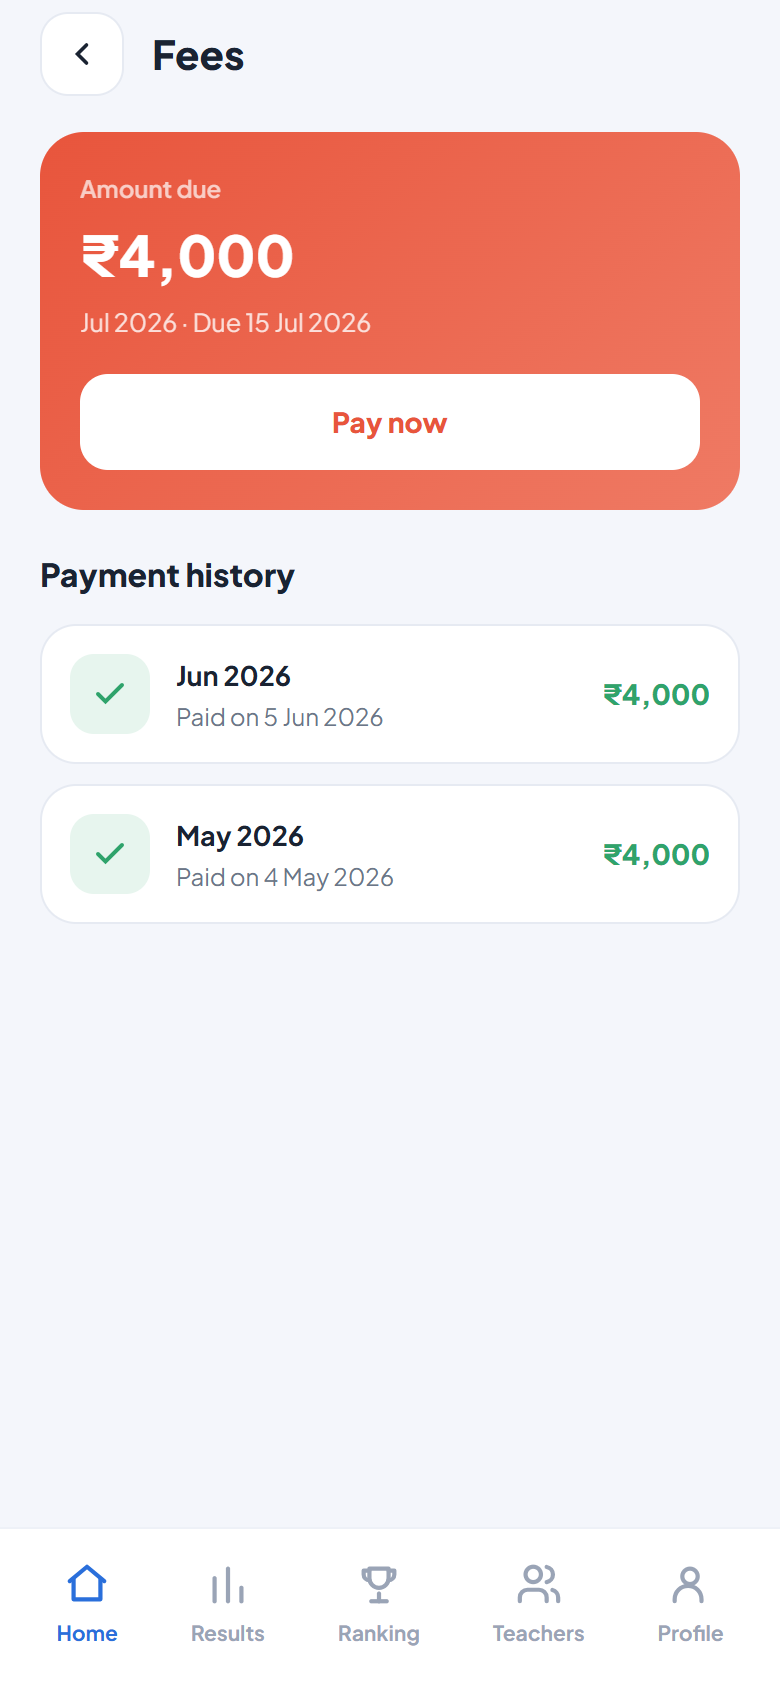 Fees
Amount due
₹4,000
Jul 2026 · Due 15 Jul 2026
Pay now
Payment history
Jun 2026
Paid on 5 Jun 2026
₹4,000
May 2026
Paid on 4 May 2026
₹4,000
Home
Results
Ranking
Teachers
Profile